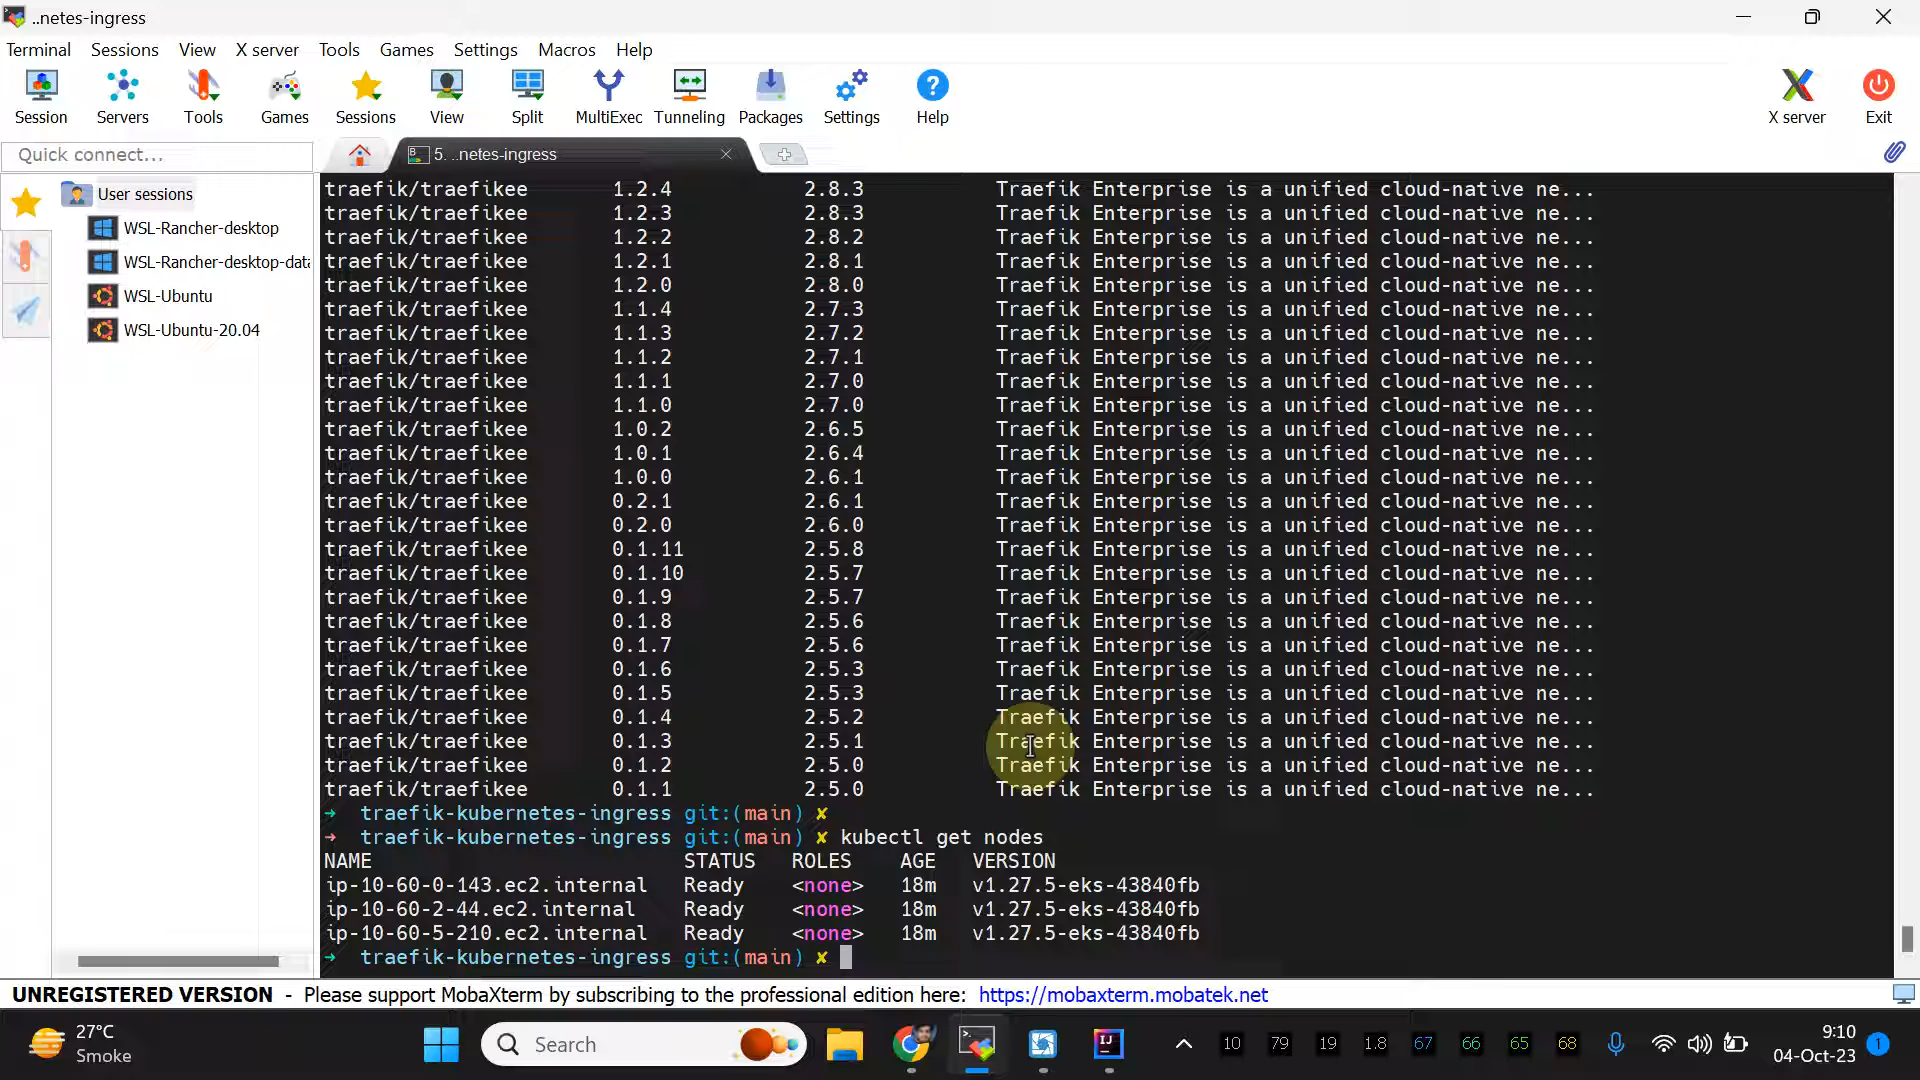 ..netes-ingress
Terminal Sessions View X server Tools Games Settings Macros Help
Session Servers Tools Games Sessions View Split MultiExec Tunneling Packages Settings Help X server Exit
Quick connect... 5. ..netes-ingress
User sessions
WSL-Rancher-desktop
WSL-Rancher-desktop-data
WSL-Ubuntu
WSL-Ubuntu-20.04
traefik/traefikee 1.2.4 2.8.3 Traefik Enterprise is a unified cloud-native ne...
traefik/traefikee 1.2.3 2.8.3 Traefik Enterprise is a unified cloud-native ne...
traefik/traefikee 1.2.2 2.8.2 Traefik Enterprise is a unified cloud-native ne...
traefik/traefikee 1.2.1 2.8.1 Traefik Enterprise is a unified cloud-native ne...
traefik/traefikee 1.2.0 2.8.0 Traefik Enterprise is a unified cloud-native ne...
traefik/traefikee 1.1.4 2.7.3 Traefik Enterprise is a unified cloud-native ne...
traefik/traefikee 1.1.3 2.7.2 Traefik Enterprise is a unified cloud-native ne...
traefik/traefikee 1.1.2 2.7.1 Traefik Enterprise is a unified cloud-native ne...
traefik/traefikee 1.1.1 2.7.0 Traefik Enterprise is a unified cloud-native ne...
traefik/traefikee 1.1.0 2.7.0 Traefik Enterprise is a unified cloud-native ne...
traefik/traefikee 1.0.2 2.6.5 Traefik Enterprise is a unified cloud-native ne...
traefik/traefikee 1.0.1 2.6.4 Traefik Enterprise is a unified cloud-native ne...
traefik/traefikee 1.0.0 2.6.1 Traefik Enterprise is a unified cloud-native ne...
traefik/traefikee 0.2.1 2.6.1 Traefik Enterprise is a unified cloud-native ne...
traefik/traefikee 0.2.0 2.6.0 Traefik Enterprise is a unified cloud-native ne...
traefik/traefikee 0.1.11 2.5.8 Traefik Enterprise is a unified cloud-native ne...
traefik/traefikee 0.1.10 2.5.7 Traefik Enterprise is a unified cloud-native ne...
traefik/traefikee 0.1.9 2.5.7 Traefik Enterprise is a unified cloud-native ne...
traefik/traefikee 0.1.8 2.5.6 Traefik Enterprise is a unified cloud-native ne...
traefik/traefikee 0.1.7 2.5.6 Traefik Enterprise is a unified cloud-native ne...
traefik/traefikee 0.1.6 2.5.3 Traefik Enterprise is a unified cloud-native ne...
traefik/traefikee 0.1.5 2.5.3 Traefik Enterprise is a unified cloud-native ne...
traefik/traefikee 0.1.4 2.5.2 Traefik Enterprise is a unified cloud-native ne...
traefik/traefikee 0.1.3 2.5.1 Traefik Enterprise is a unified cloud-native ne...
traefik/traefikee 0.1.2 2.5.0 Traefik Enterprise is a unified cloud-native ne...
traefik/traefikee 0.1.1 2.5.0 Traefik Enterprise is a unified cloud-native ne...
→ traefik-kubernetes-ingress git:(main) ✗
→ traefik-kubernetes-ingress git:(main) ✗ kubectl get nodes
NAME STATUS ROLES AGE VERSION
ip-10-60-0-143.ec2.internal Ready <none> 18m v1.27.5-eks-43840fb
ip-10-60-2-44.ec2.internal Ready <none> 18m v1.27.5-eks-43840fb
ip-10-60-5-210.ec2.internal Ready <none> 18m v1.27.5-eks-43840fb
→ traefik-kubernetes-ingress git:(main) ✗
UNREGISTERED VERSION - Please support MobaXterm by subscribing to the professional edition here: https://mobaxterm.mobatek.net
27°C
Smoke
Search
10 79 19 1.8 67 66 65 68
9:10
04-Oct-23
1